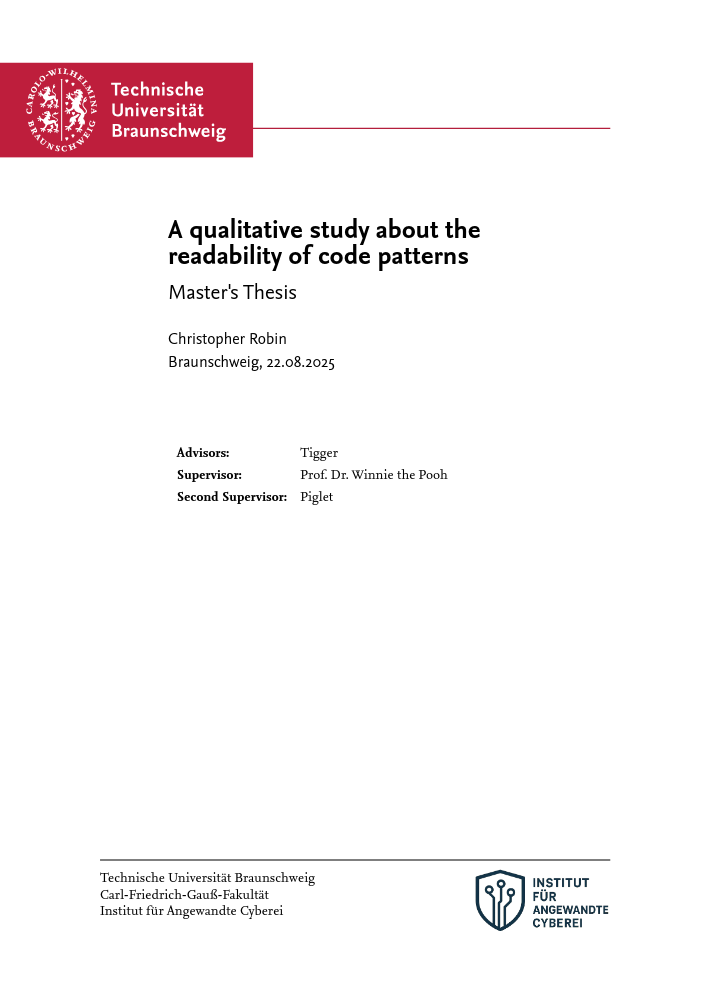 CAROLO-WILHELMINA
BRAUNSCHWEIG
Technische
Universität
Braunschweig
A qualitative study about the
readability of code patterns
Master's Thesis
Christopher Robin
Braunschweig, 22.08.2025
Advisors: Tigger
Supervisor: Prof. Dr. Winnie the Pooh
Second Supervisor: Piglet
Technische Universität Braunschweig
Carl-Friedrich-Gauß-Fakultät
Institut für Angewandte Cyberei
INSTITUT
FÜR
ANGEWANDTE
CYBEREI